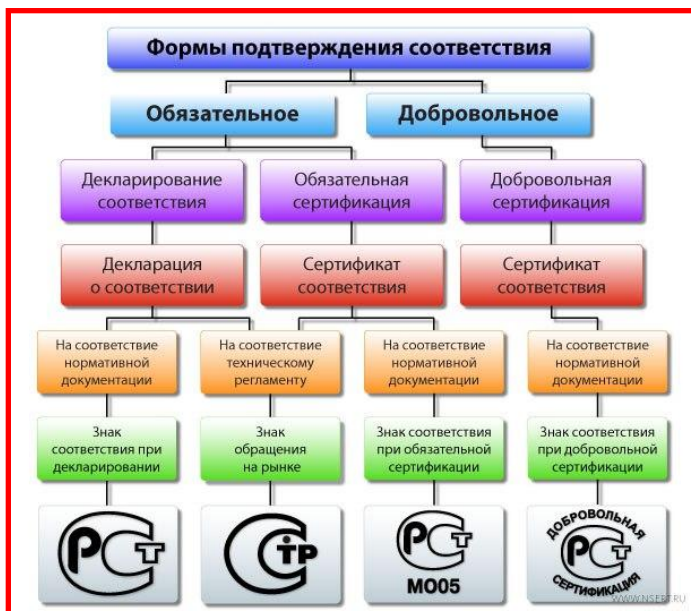 Формы подтверждения соответствия
Обязательное
Добровольное
Декларирование
соответствия
Обязательная
сертификация
Добровольная
сертификация
Декларация
о соответствии
Сертификат
соответствия
Сертификат
соответствия
На соответствие
нормативной
документации
На соответствие
техническому
регламенту
На соответствие
нормативной
документации
На соответствие
нормативной
документации
Знак
соответствия при
декларировании
Знак
обращения
на рынке
Знак соответствия
при обязательной
сертификации
Знак соответствия
при добровольной
сертификации
РСТ
СТР
РСТ
МО05
ДОБРОВОЛЬНАЯ
РСТ
СЕРТИФИКАЦИЯ
WWW.NSERT.RU